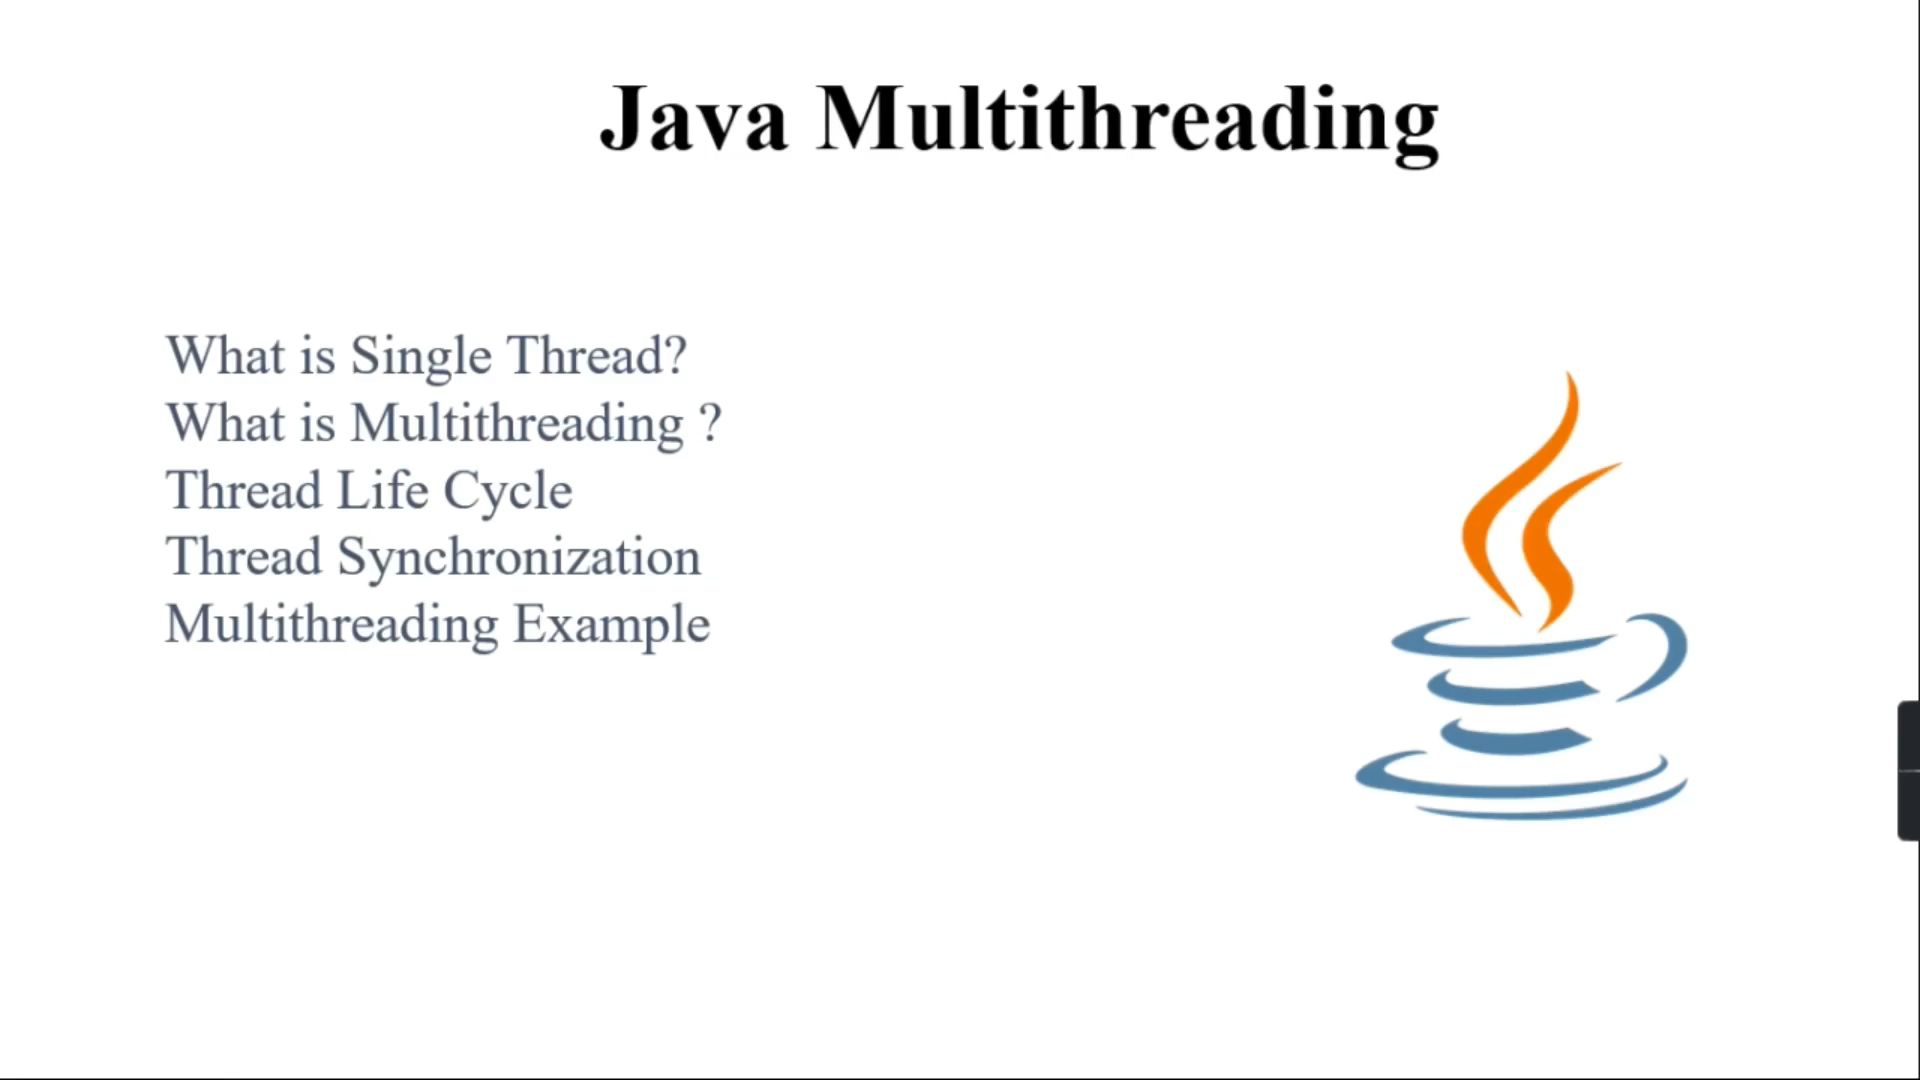 Java Multithreading
What is Single Thread?
What is Multithreading ?
Thread Life Cycle
Thread Synchronization
Multithreading Example